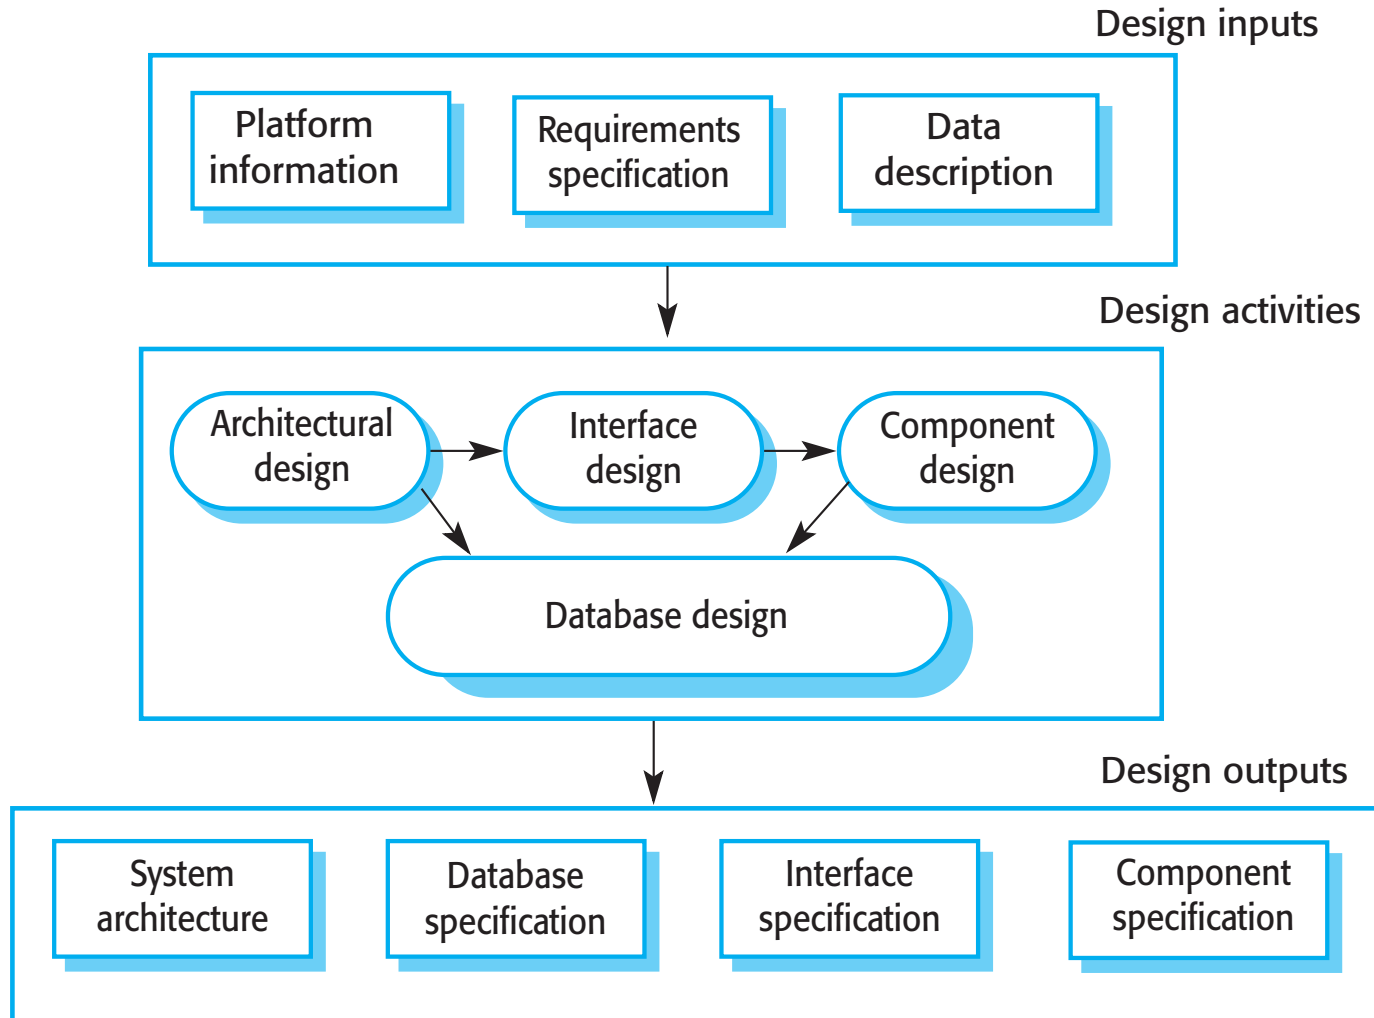 Design inputs
Platform
information
Requirements
specification
Data
description
Design activities
Architectural
design
Interface
design
Component
design
Database design
Design outputs
System
architecture
Database
specification
Interface
specification
Component
specification